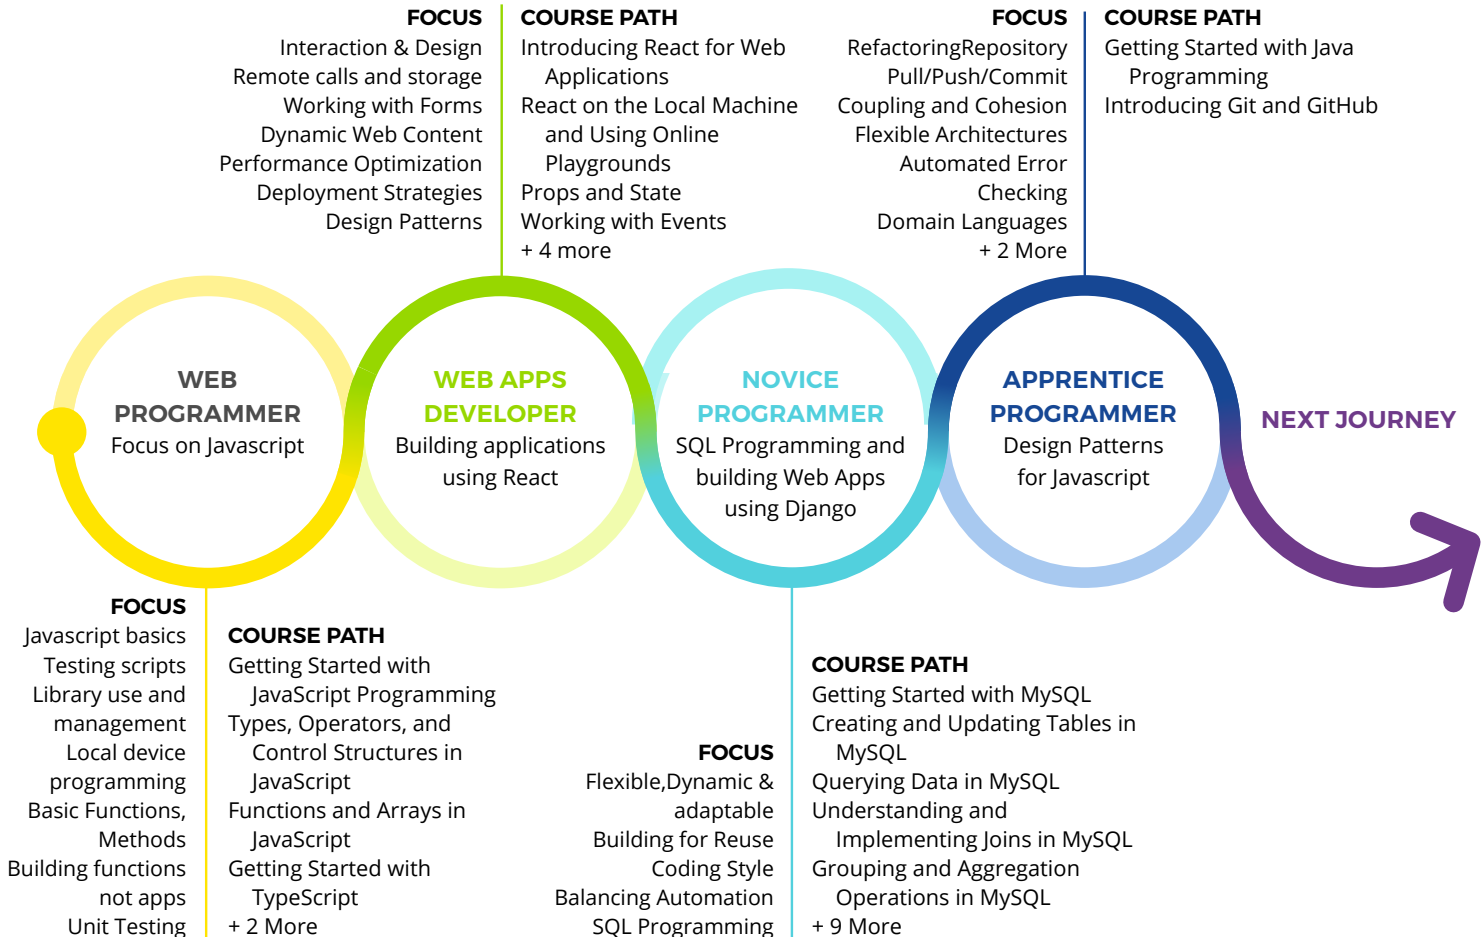 FOCUS
Interaction & Design
Remote calls and storage
Working with Forms
Dynamic Web Content
Performance Optimization
Deployment Strategies
Design Patterns
COURSE PATH
Introducing React for Web
Applications
React on the Local Machine
and Using Online
Playgrounds
Props and State
Working with Events
+ 4 more
FOCUS
RefactoringRepository
Pull/Push/Commit
Coupling and Cohesion
Flexible Architectures
Automated Error
Checking
Domain Languages
+ 2 More
COURSE PATH
Getting Started with Java
Programming
Introducing Git and GitHub
WEB
PROGRAMMER
Focus on Javascript
WEB APPS
DEVELOPER
Building applications
using React
NOVICE
PROGRAMMER
SQL Programming and
building Web Apps
using Django
APPRENTICE
PROGRAMMER
Design Patterns
for Javascript
NEXT JOURNEY
FOCUS
Javascript basics
Testing scripts
Library use and
management
Local device
programming
Basic Functions,
Methods
Building functions
not apps
Unit Testing
COURSE PATH
Getting Started with
JavaScript Programming
Types, Operators, and
Control Structures in
JavaScript
Functions and Arrays in
JavaScript
Getting Started with
TypeScript
+ 2 More
FOCUS
Flexible,Dynamic &
adaptable
Building for Reuse
Coding Style
Balancing Automation
SQL Programming
COURSE PATH
Getting Started with MySQL
Creating and Updating Tables in
MySQL
Querying Data in MySQL
Understanding and
Implementing Joins in MySQL
Grouping and Aggregation
Operations in MySQL
+ 9 More